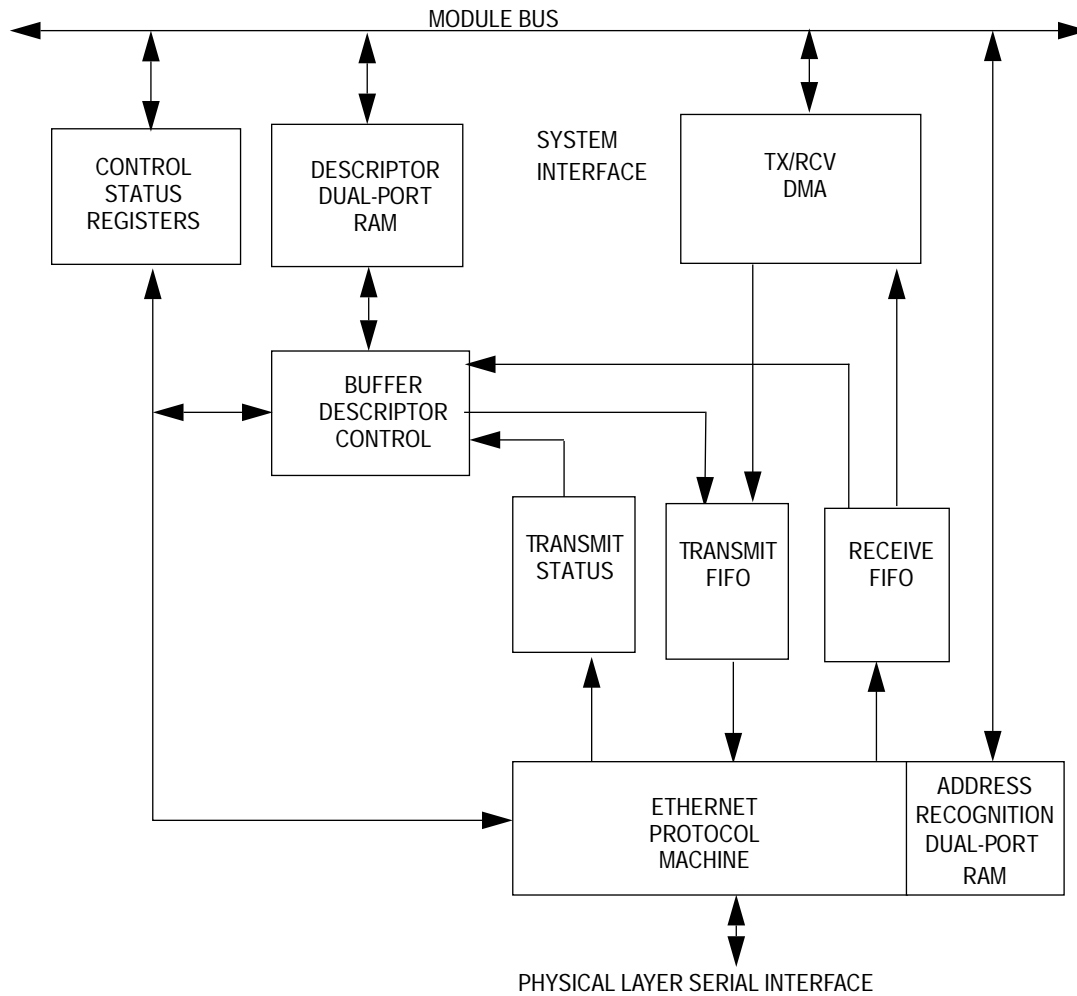 MODULE BUS
CONTROL
STATUS
REGISTERS
DESCRIPTOR
DUAL-PORT
RAM
SYSTEM
INTERFACE
TX/RCV
DMA
BUFFER
DESCRIPTOR
CONTROL
TRANSMIT
STATUS
TRANSMIT
FIFO
RECEIVE
FIFO
ETHERNET
PROTOCOL
MACHINE
ADDRESS
RECOGNITION
DUAL-PORT
RAM
PHYSICAL LAYER SERIAL INTERFACE